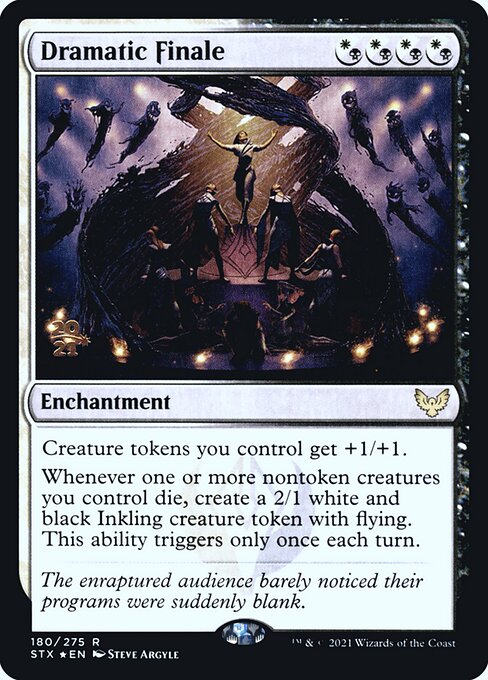 Dramatic Finale
20
21
Enchantment
Creature tokens you control get +1/+1.
Whenever one or more nontoken creatures
you control die, create a 2/1 white and
black Inkling creature token with flying.
This ability triggers only once each turn.
The enraptured audience barely noticed their
programs were suddenly blank.
180/275 R
STX ★ EN Steve Argyle
™ & © 2021 Wizards of the Coast